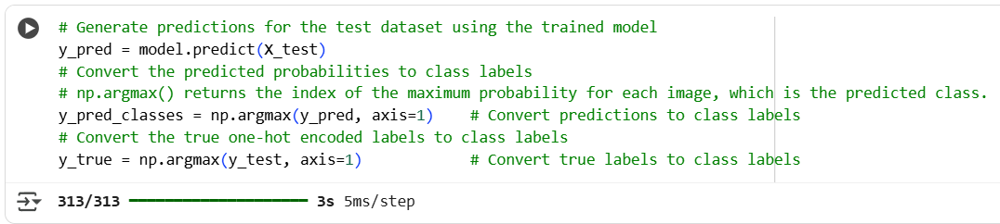 # Generate predictions for the test dataset using the trained model
y_pred = model.predict(X_test)
# Convert the predicted probabilities to class labels
# np.argmax() returns the index of the maximum probability for each image, which is the predicted class.
y_pred_classes = np.argmax(y_pred, axis=1)    # Convert predictions to class labels
# Convert the true one-hot encoded labels to class labels
y_true = np.argmax(y_test, axis=1)            # Convert true labels to class labels
313/313 ━━━━━━━━━━━━━━━━━━━━ 3s 5ms/step